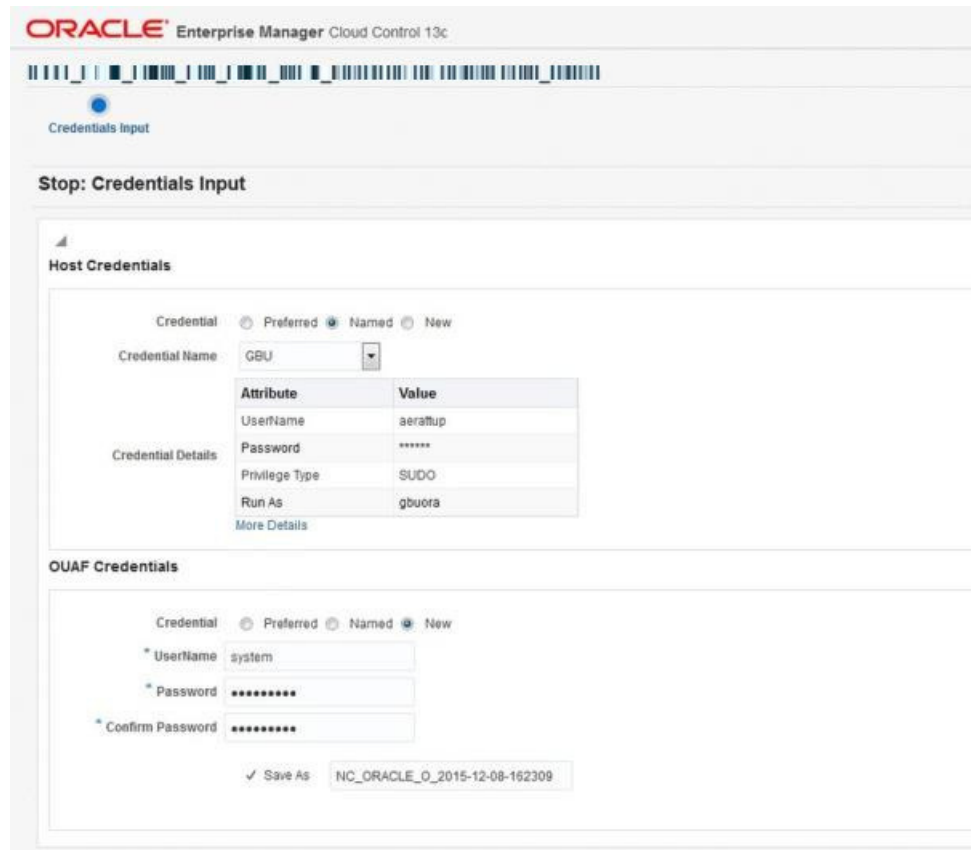 ORACLE® Enterprise Manager Cloud Control 13c
Credentials Input
Stop: Credentials Input
Host Credentials
Credential Preferred Named New
Credential Name GBU
Attribute Value
UserName aerattup
Credential Details
Password ******
Privilege Type SUDO
Run As gbuora
More Details
OUAF Credentials
Credential Preferred Named New
* UserName system
* Password •••••••••
* Confirm Password •••••••••
✓ Save As NC_ORACLE_O_2015-12-08-162309